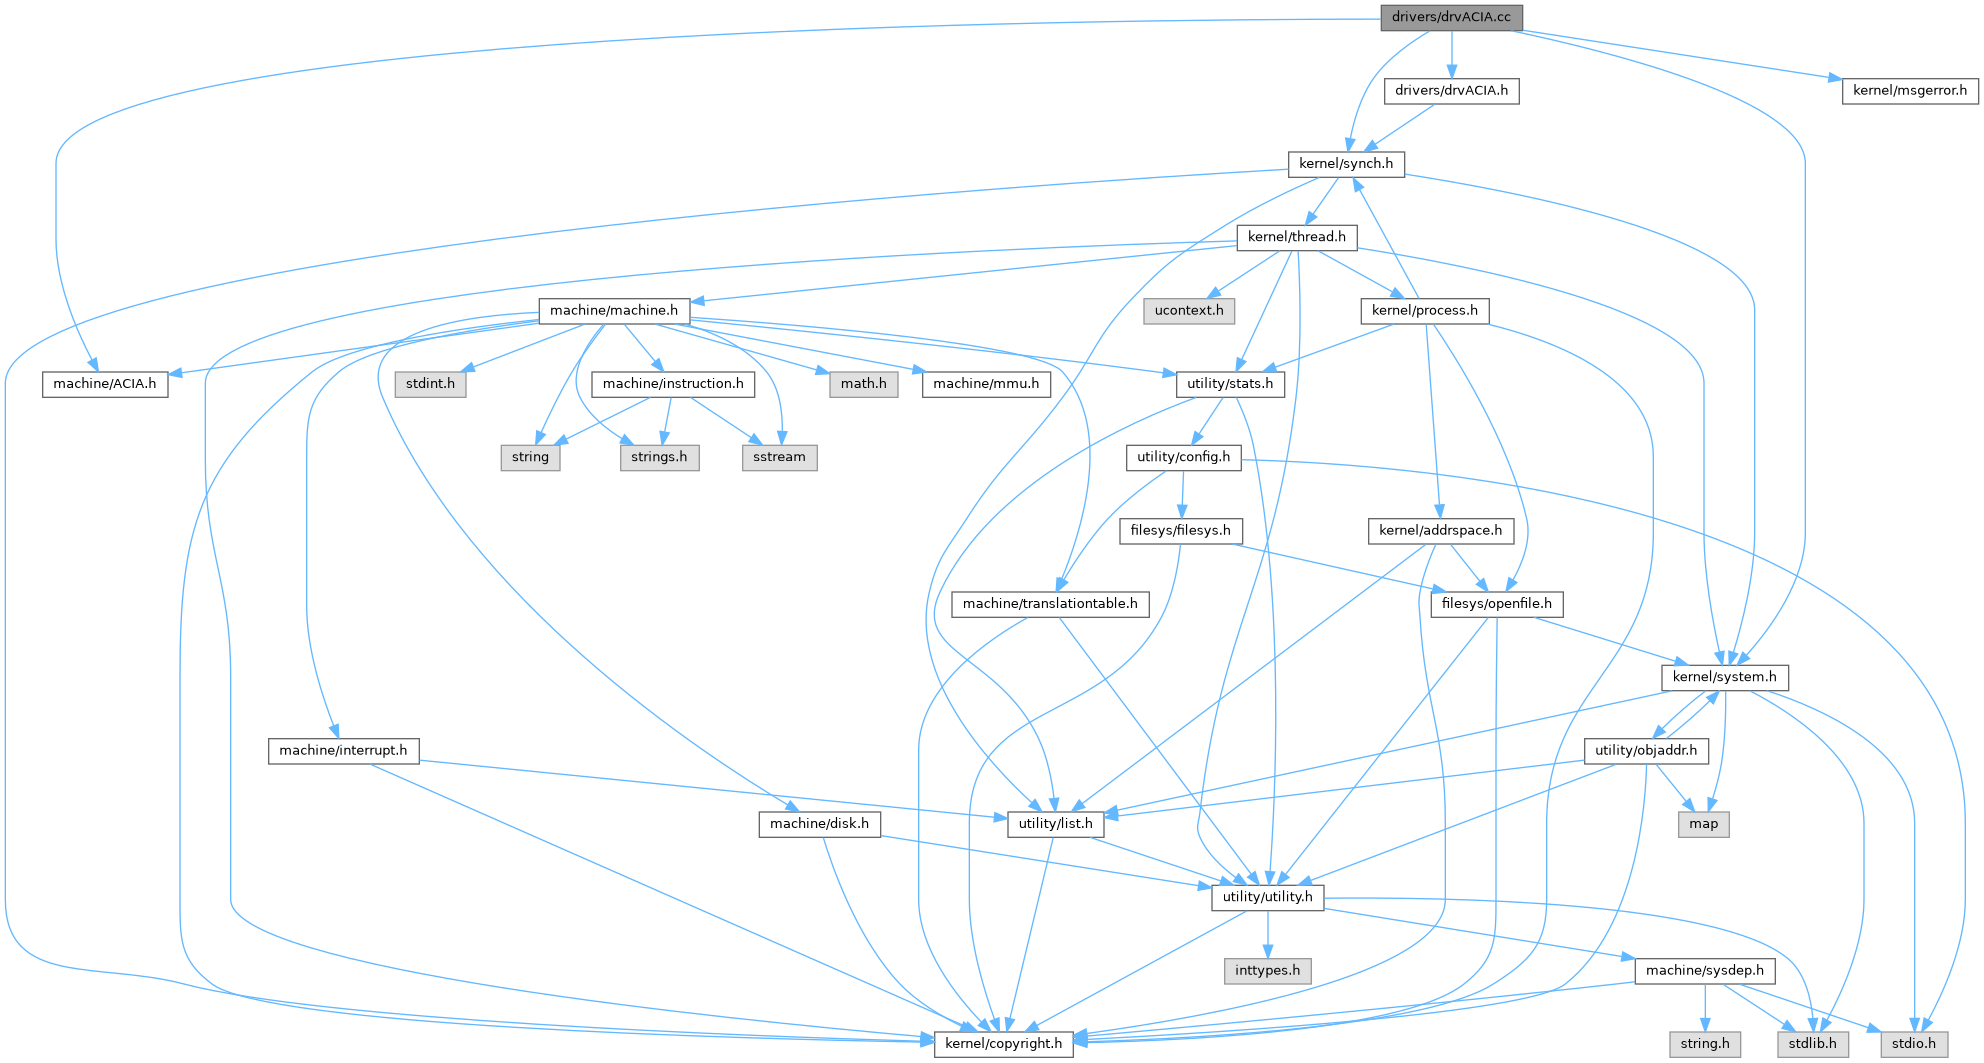 drivers/drvACIA.cc
drivers/drvACIA.h
kernel/msgerror.h
kernel/synch.h
kernel/thread.h
machine/machine.h
ucontext.h
kernel/process.h
machine/ACIA.h
stdint.h
machine/instruction.h
math.h
machine/mmu.h
utility/stats.h
string
strings.h
sstream
utility/config.h
filesys/filesys.h
kernel/addrspace.h
machine/translationtable.h
filesys/openfile.h
kernel/system.h
machine/interrupt.h
utility/objaddr.h
machine/disk.h
utility/list.h
map
utility/utility.h
inttypes.h
machine/sysdep.h
kernel/copyright.h
string.h
stdlib.h
stdio.h